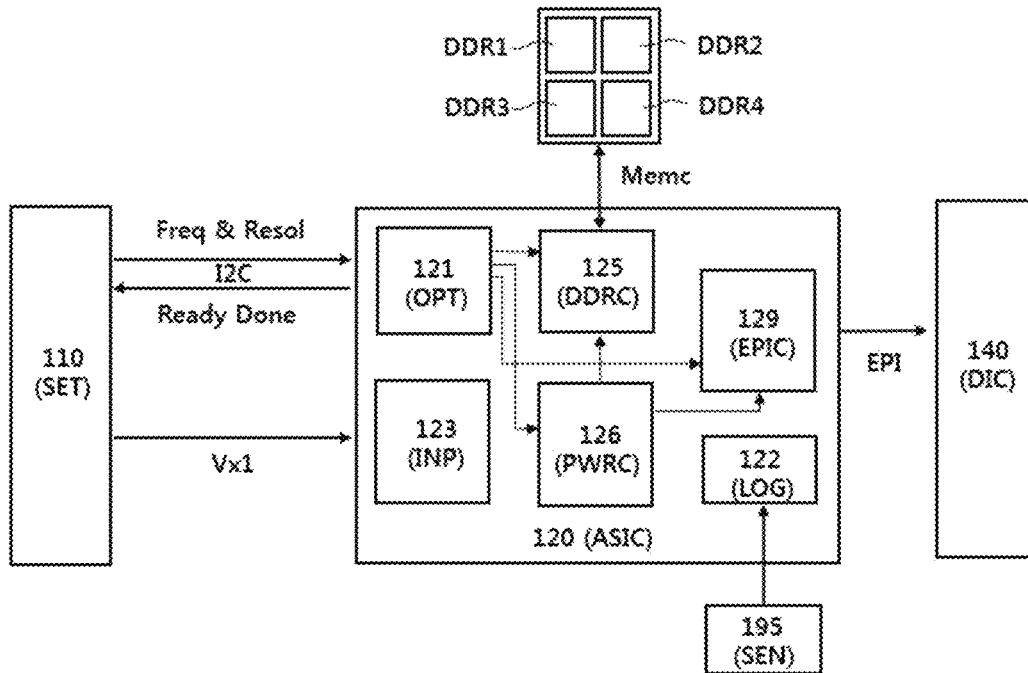 DDR1
DDR2
DDR3
DDR4
Memc
Freq & Resol
I2C
Ready Done
Vx1
110
(SET)
121
(OPT)
125
(DDRC)
129
(EPIC)
123
(INP)
126
(PWRC)
122
(LOG)
120 (ASIC)
EPI
140
(DIC)
195
(SEN)